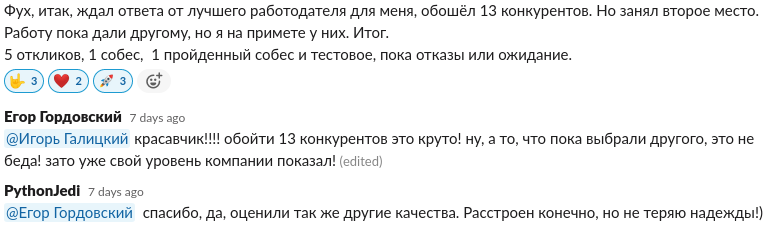 Фух, итак, ждал ответа от лучшего работодателя для меня, обошёл 13 конкурентов. Но занял второе место.
Работу пока дали другому, но я на примете у них. Итог.
5 откликов, 1 собес,  1 пройденный собес и тестовое, пока отказы или ожидание.
3 2 3
Егор Гордовский 7 days ago
@Игорь Галицкий красавчик!!!! обойти 13 конкурентов это круто! ну, а то, что пока выбрали другого, это не
беда! зато уже свой уровень компании показал! (edited)
PythonJedi 7 days ago
@Егор Гордовский  спасибо, да, оценили так же другие качества. Расстроен конечно, но не теряю надежды!)